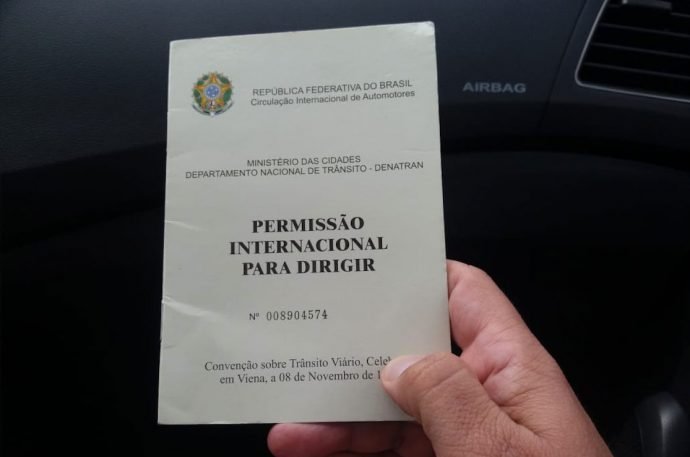 REPÚBLICA FEDERATIVA DO BRASIL
Circulação Internacional de Automotores
AIRBAG
MINISTÉRIO DAS CIDADES
DEPARTAMENTO NACIONAL DE TRÂNSITO - DENATRAN
PERMISSÃO
INTERNACIONAL
PARA DIRIGIR
Nº 008904574
Convenção sobre Trânsito Viário,
em Viena, a 08 de Novembro de